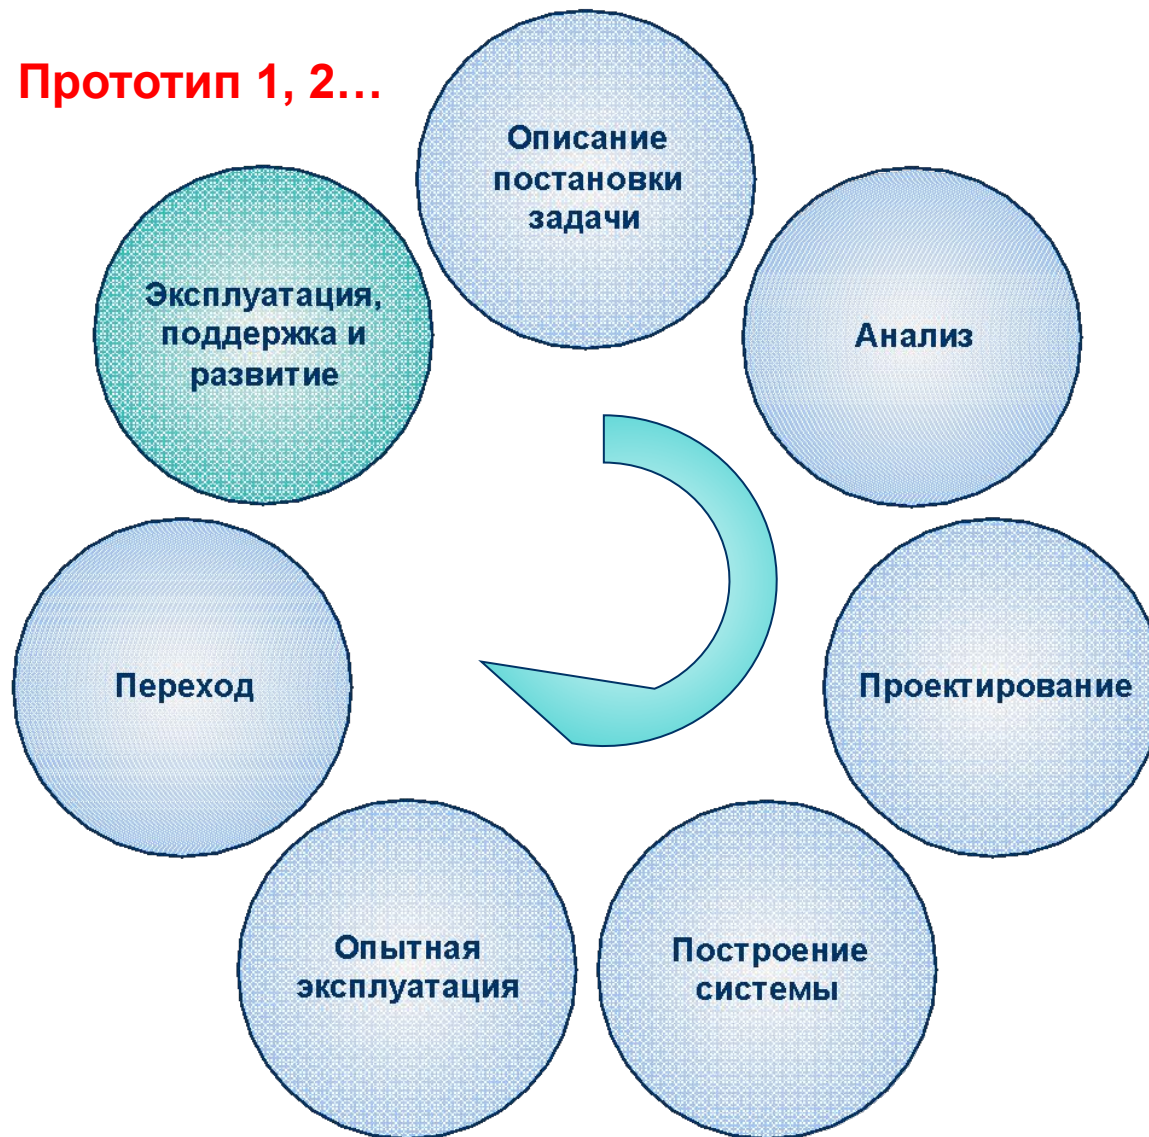 Прототип 1, 2…
Описание
постановки
задачи
Анализ
Проектирование
Построение
системы
Опытная
эксплуатация
Переход
Эксплуатация,
поддержка и
развитие